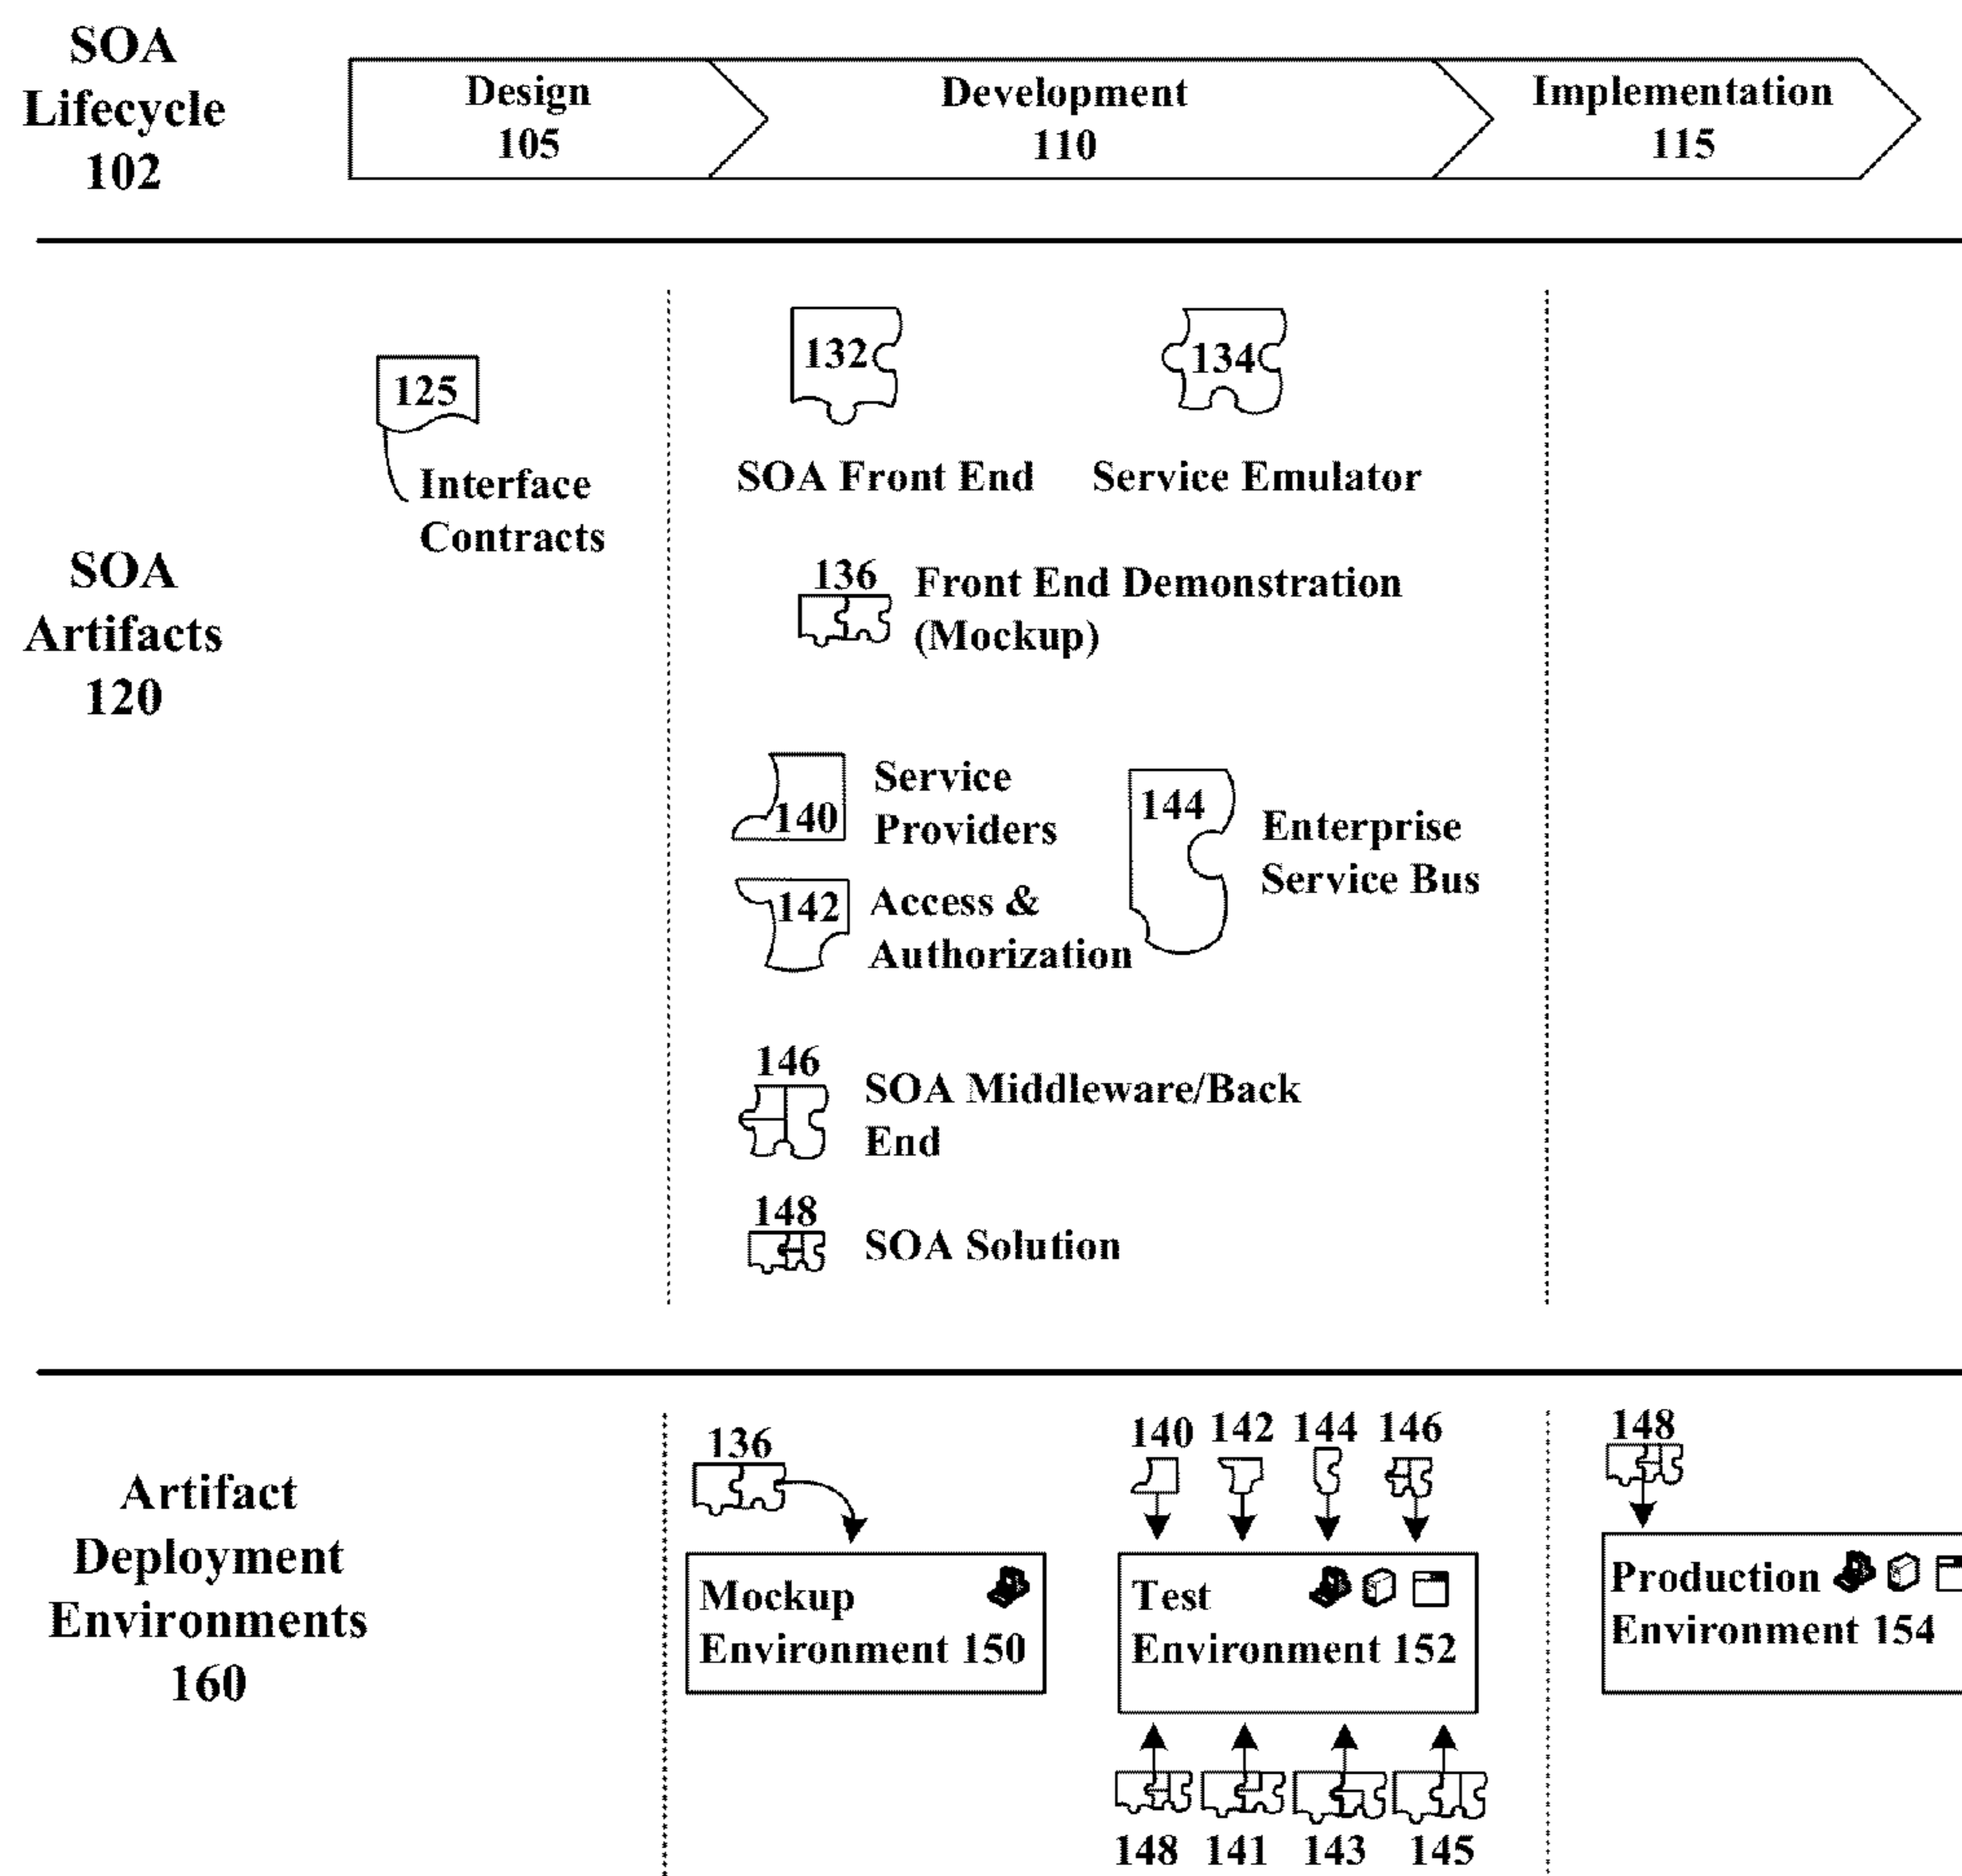 SOA
Lifecycle
102
Design
105
Development
110
Implementation
115
SOA
Artifacts
120
125
Interface
Contracts
132
SOA Front End
134
Service Emulator
136
Front End Demonstration
(Mockup)
140
Service
Providers
142
Access &
Authorization
144
Enterprise
Service Bus
146
SOA Middleware/Back
End
148
SOA Solution
Artifact
Deployment
Environments
160
136
Mockup
Environment 150
140 142 144 146
Test
Environment 152
148 141 143 145
148
Production
Environment 154